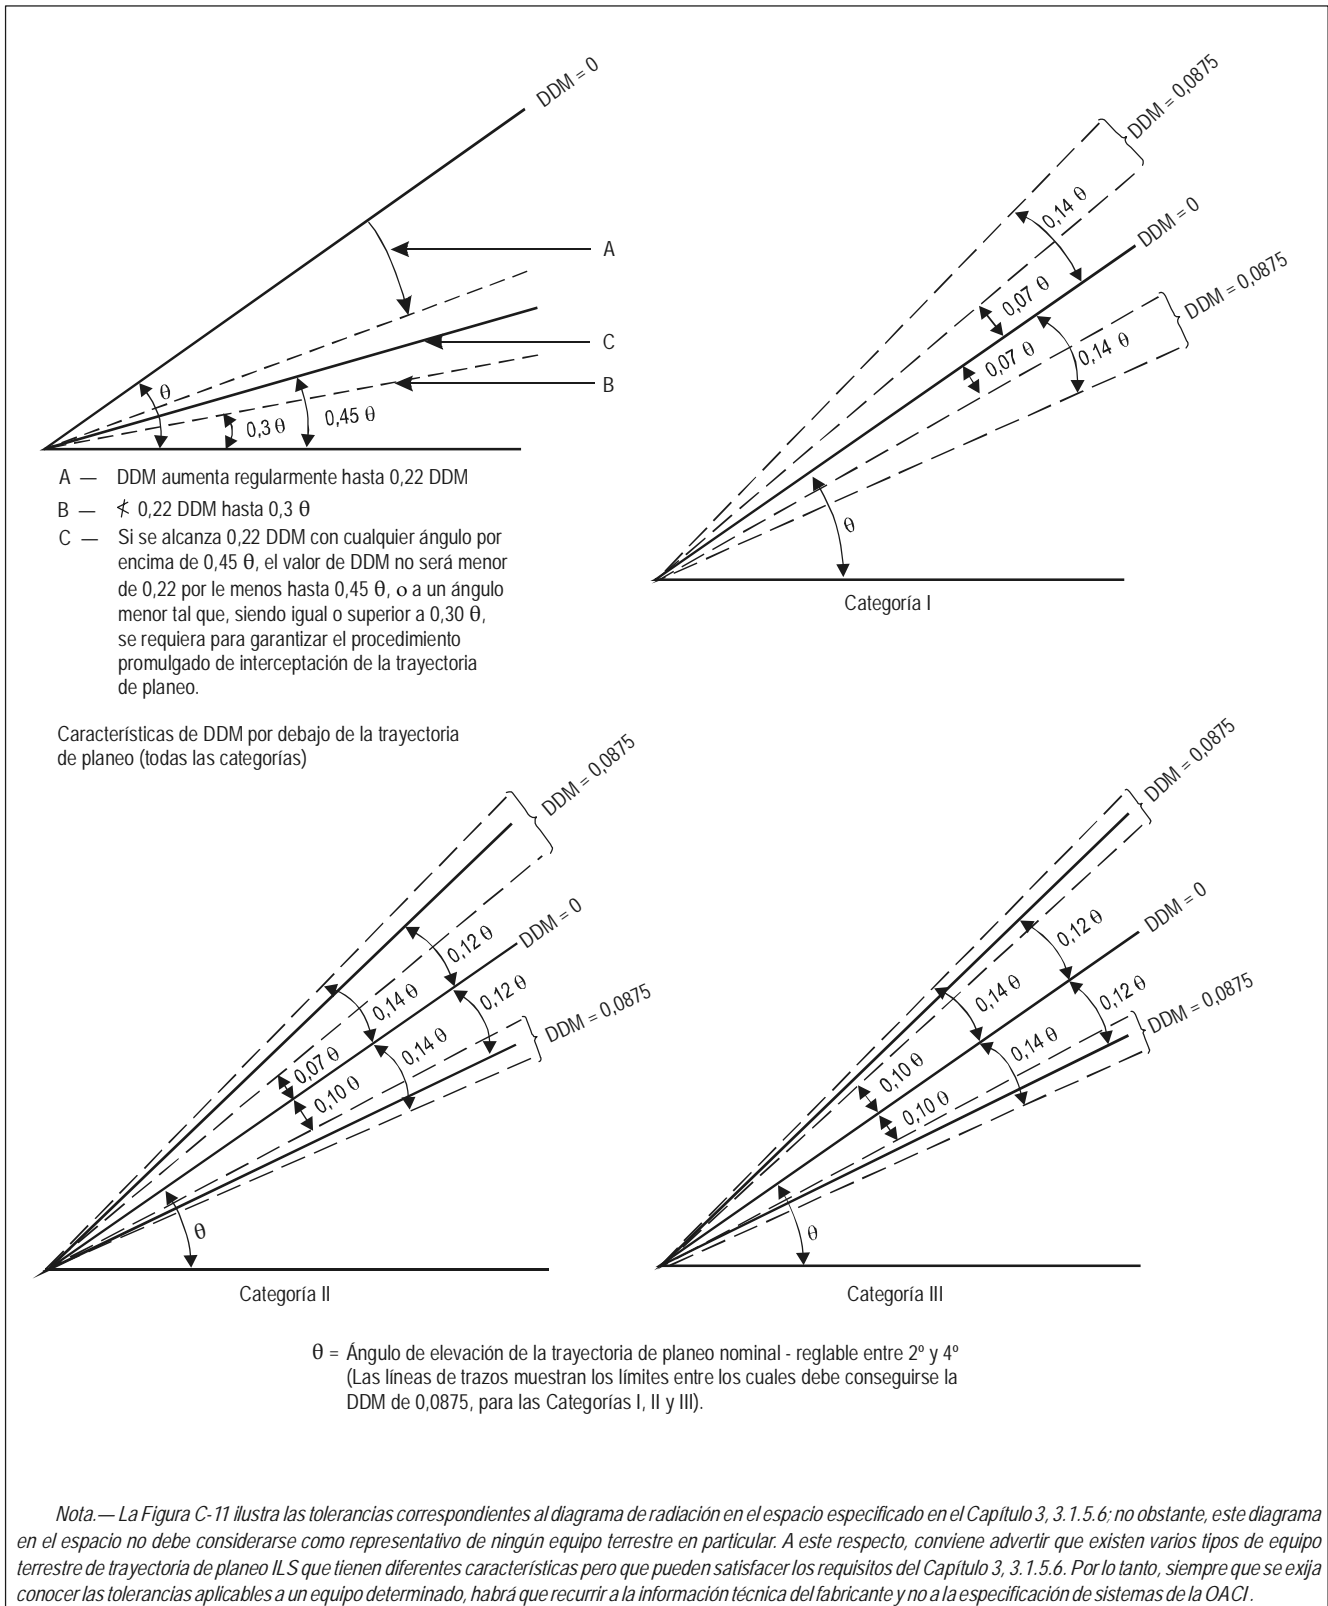 DDM = 0
A
C
B
θ
0,3 θ
0,45 θ
A — DDM aumenta regularmente hasta 0,22 DDM
B — ≮ 0,22 DDM hasta 0,3 θ
C — Si se alcanza 0,22 DDM con cualquier ángulo por
encima de 0,45 θ, el valor de DDM no será menor
de 0,22 por le menos hasta 0,45 θ, o a un ángulo
menor tal que, siendo igual o superior a 0,30 θ,
se requiera para garantizar el procedimiento
promulgado de interceptación de la trayectoria
de planeo.
Características de DDM por debajo de la trayectoria
de planeo (todas las categorías)
DDM = 0,0875
0,14 θ
DDM = 0
0,07 θ
DDM = 0,0875
0,07 θ
0,14 θ
θ
Categoría I
DDM = 0,0875
DDM = 0
0,12 θ
0,14 θ
0,12 θ
DDM = 0,0875
0,07 θ
0,14 θ
0,10 θ
θ
Categoría II
DDM = 0,0875
DDM = 0
0,12 θ
0,14 θ
0,12 θ
DDM = 0,0875
0,10 θ
0,14 θ
0,10 θ
θ
Categoría III
θ = Ángulo de elevación de la trayectoria de planeo nominal - reglable entre 2º y 4º
(Las líneas de trazos muestran los límites entre los cuales debe conseguirse la
DDM de 0,0875, para las Categorías I, II y III).
Nota.— La Figura C-11 ilustra las tolerancias correspondientes al diagrama de radiación en el espacio especificado en el Capítulo 3, 3.1.5.6; no obstante, este diagrama
en el espacio no debe considerarse como representativo de ningún equipo terrestre en particular. A este respecto, conviene advertir que existen varios tipos de equipo
terrestre de trayectoria de planeo ILS que tienen diferentes características pero que pueden satisfacer los requisitos del Capítulo 3, 3.1.5.6. Por lo tanto, siempre que se exija
conocer las tolerancias aplicables a un equipo determinado, habrá que recurrir a la información técnica del fabricante y no a la especificación de sistemas de la OACI.